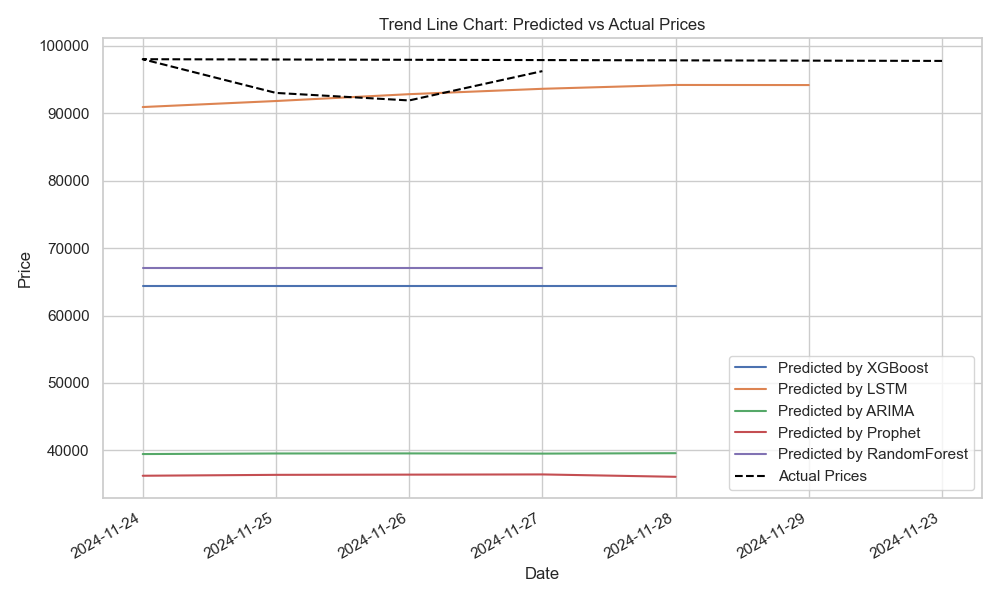 Trend Line Chart: Predicted vs Actual Prices
100000
90000
80000
70000
60000
50000
40000
Price
Predicted by XGBoost
Predicted by LSTM
Predicted by ARIMA
Predicted by Prophet
Predicted by RandomForest
Actual Prices
2024-11-24
2024-11-25
2024-11-26
2024-11-27
2024-11-28
2024-11-29
2024-11-23
Date